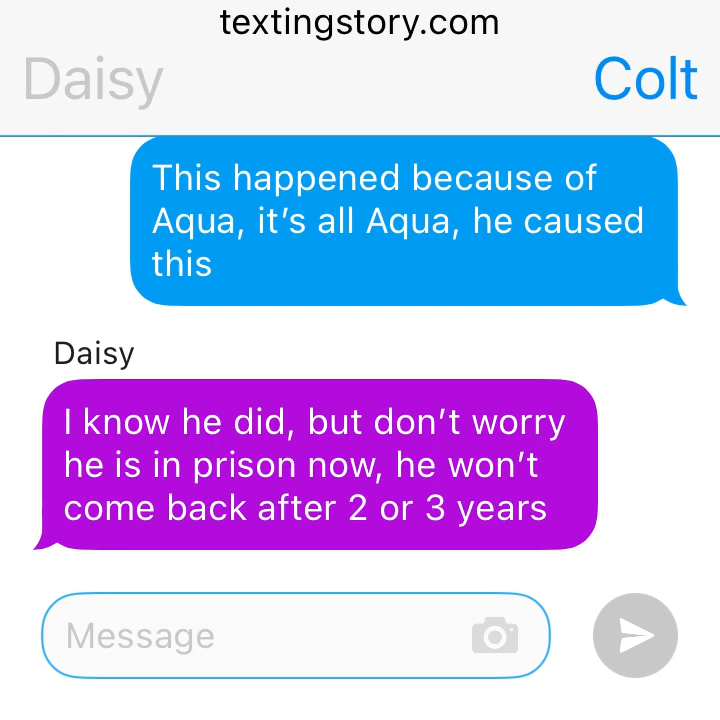 textingstory.com
Daisy Colt
This happened because of
Aqua, it’s all Aqua, he caused
this
Daisy
I know he did, but don’t worry
he is in prison now, he won’t
come back after 2 or 3 years
Message